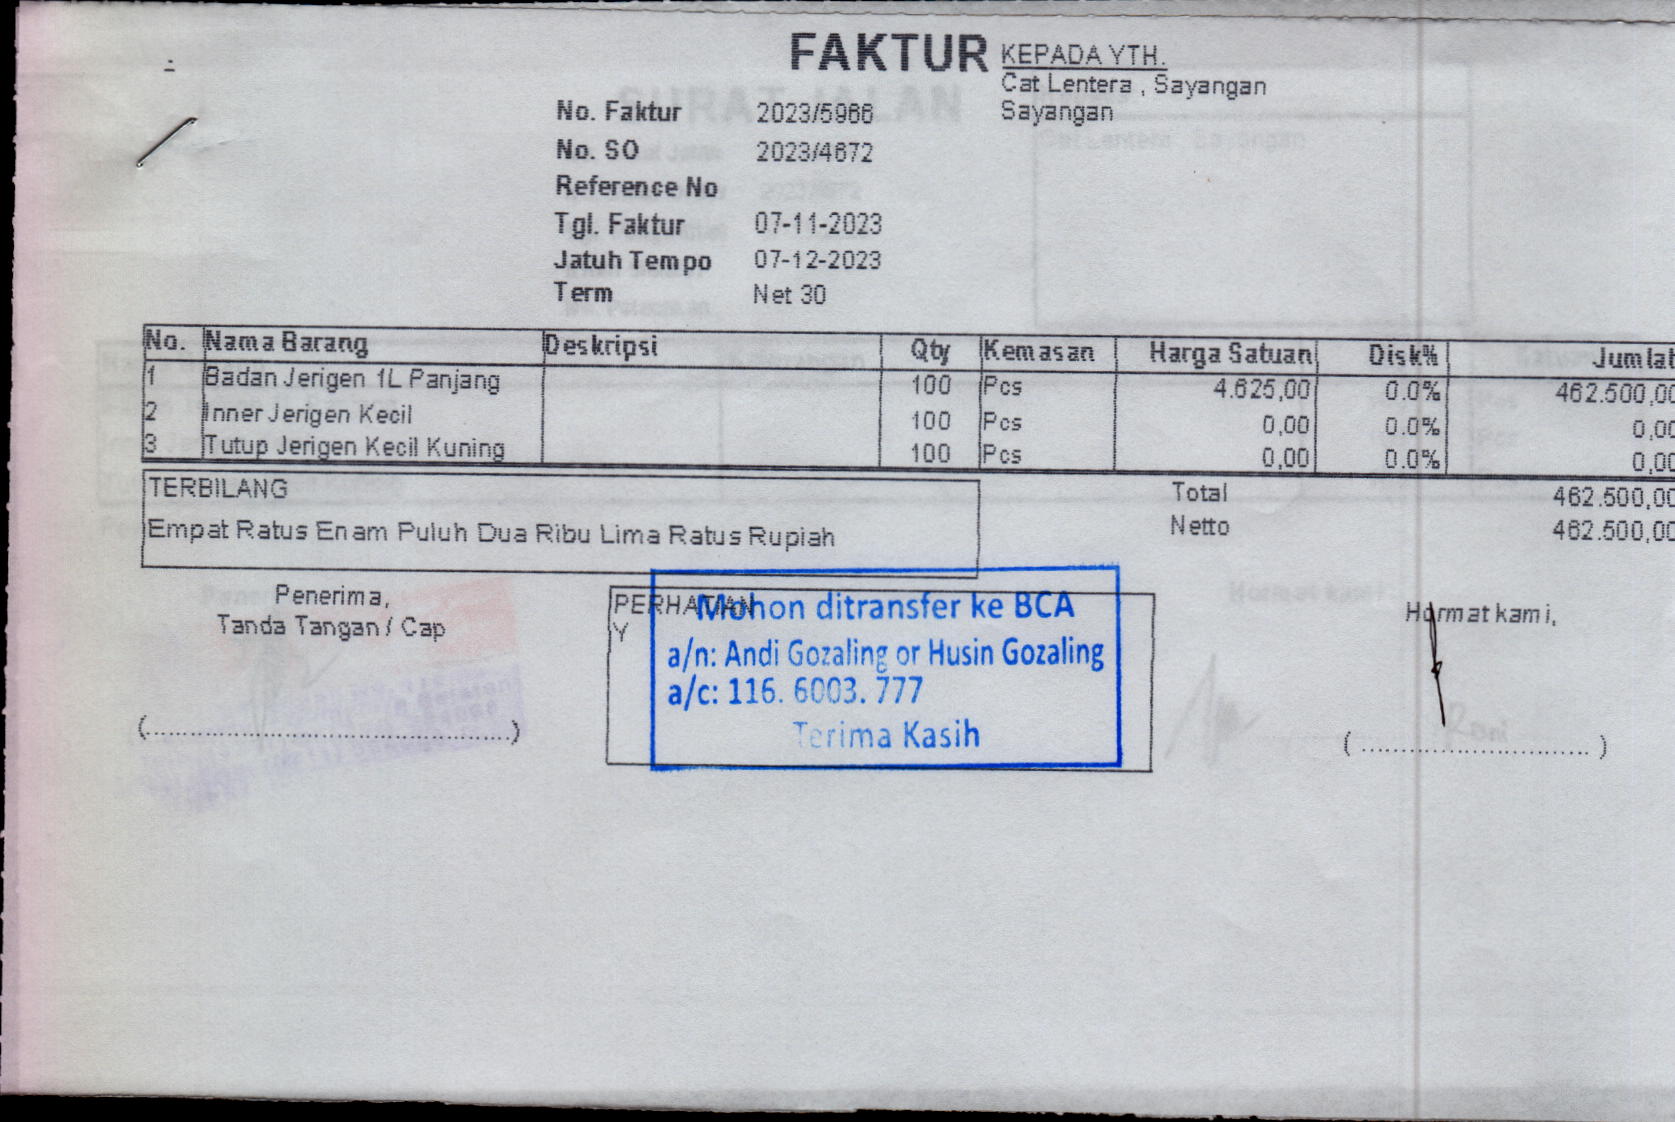 FAKTUR
KEPADA YTH.
Cat Lentera , Sayangan
Sayangan
No. Faktur 2023/5966
No. SO 2023/4672
Reference No
Tgl. Faktur 07-11-2023
Jatuh Tempo 07-12-2023
Term Net 30
No. Nama Barang Deskripsi Qty Kemasan Harga Satuan Disk% Jumlah
1 Badan Jerigen 1L Panjang 100 Pcs 4.625,00 0.0% 462.500,00
2 Inner Jerigen Kecil 100 Pcs 0,00 0.0% 0,00
3 Tutup Jerigen Kecil Kuning 100 Pcs 0,00 0.0% 0,00
TERBILANG
Empat Ratus Enam Puluh Dua Ribu Lima Ratus Rupiah
Total 462.500,00
Netto 462.500,00
Penerima,
Tanda Tangan / Cap
(....................................................)
PERHATIAN
Y
Mohon ditransfer ke BCA
a/n: Andi Gozaling or Husin Gozaling
a/c: 116. 6003. 777
Terima Kasih
Hormat kami,
( ................................ )